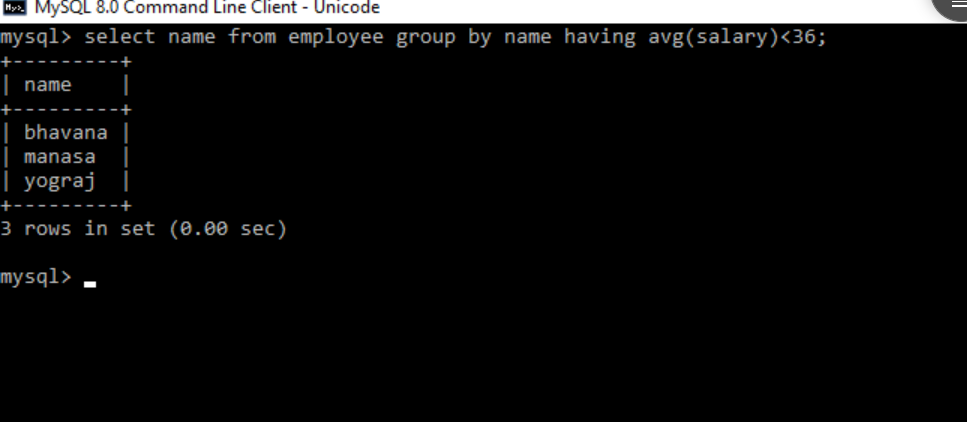 MySQL 8.0 Command Line Client - Unicode
mysql> select name from employee group by name having avg(salary)<36;
+---------+
| name    |
+---------+
| bhavana |
| manasa  |
| yograj  |
+---------+
3 rows in set (0.00 sec)
mysql>